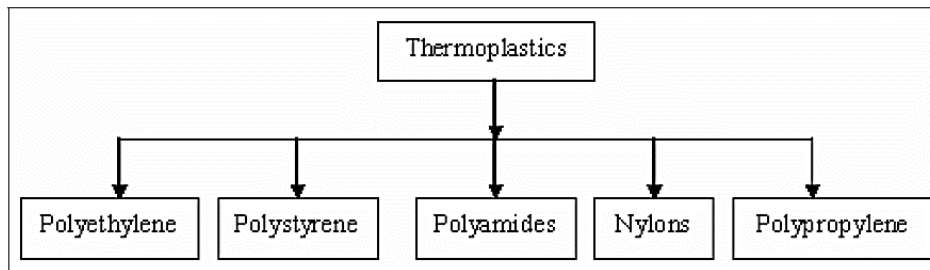 Thermoplastics
Polyethylene
Polystyrene
Polyamides
Nylons
Polypropylene